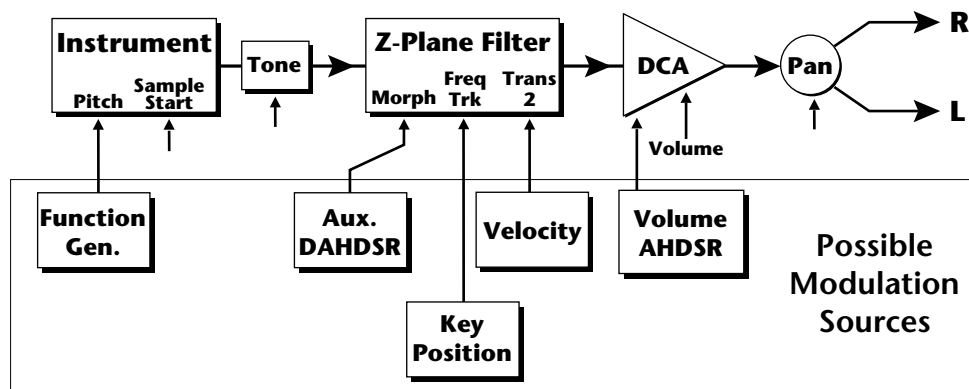 Instrument
Pitch
Sample
Start
Tone
Z-Plane Filter
Morph
Freq
Trk
Trans
2
DCA
Volume
Pan
R
L
Function
Gen.
Aux.
DAHDSR
Velocity
Volume
AHDSR
Key
Position
Possible
Modulation
Sources